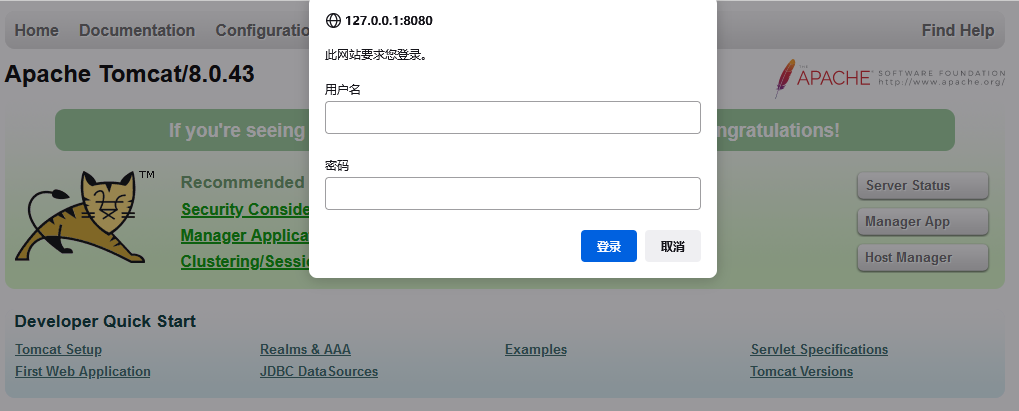 127.0.0.1:8080
此网站要求您登录。
用户名
密码
登录 取消
Home Documentation Configuratio Find Help
Apache Tomcat/8.0.43
THE
APACHE SOFTWARE FOUNDATION
http://www.apache.org/
If you're seeing ngratulations!
TM
Recommended
Security Conside
Manager Applica
Clustering/Sessio
Server Status
Manager App
Host Manager
Developer Quick Start
Tomcat Setup Realms & AAA Examples Servlet Specifications
First Web Application JDBC DataSources Tomcat Versions